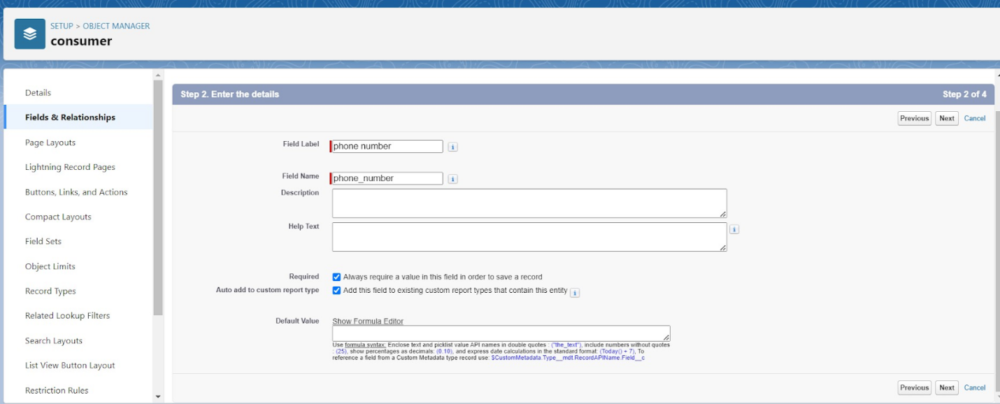 SETUP > OBJECT MANAGER
consumer
Details
Fields & Relationships
Page Layouts
Lightning Record Pages
Buttons, Links, and Actions
Compact Layouts
Field Sets
Object Limits
Record Types
Related Lookup Filters
Search Layouts
List View Button Layout
Restriction Rules
Step 2. Enter the details
Step 2 of 4
Previous Next Cancel
Field Label phone number i
Field Name phone_number i
Description
Help Text i
Required Always require a value in this field in order to save a record
Auto add to custom report type Add this field to existing custom report types that contain this entity i
Default Value Show Formula Editor
Use formula syntax: Enclose text and picklist value API names in double quotes : ("the_text"), include numbers without quotes
: (25), show percentages as decimals: (0.10), and express date calculations in the standard format: (Today() + 7), To
reference a field from a Custom Metadata type record use: $CustomMetadata.Type__mdt.RecordAPIName.Field__c
Previous Next Cancel